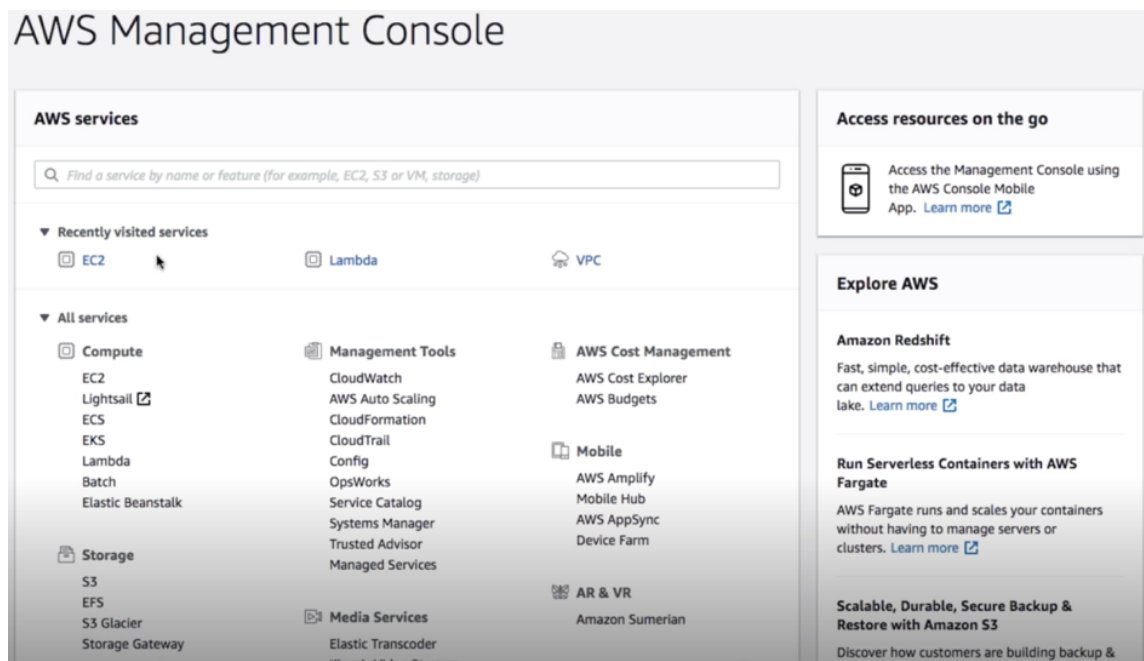 AWS Management Console
AWS services
Find a service by name or feature (for example, EC2, S3 or VM, storage)
Recently visited services
EC2
Lambda
VPC
All services
Compute
EC2
Lightsail
ECS
EKS
Lambda
Batch
Elastic Beanstalk
Storage
S3
EFS
S3 Glacier
Storage Gateway
Management Tools
CloudWatch
AWS Auto Scaling
CloudFormation
CloudTrail
Config
OpsWorks
Service Catalog
Systems Manager
Trusted Advisor
Managed Services
Media Services
Elastic Transcoder
AWS Cost Management
AWS Cost Explorer
AWS Budgets
Mobile
AWS Amplify
Mobile Hub
AWS AppSync
Device Farm
AR & VR
Amazon Sumerian
Access resources on the go
Access the Management Console using
the AWS Console Mobile
App. Learn more
Explore AWS
Amazon Redshift
Fast, simple, cost-effective data warehouse that
can extend queries to your data
lake. Learn more
Run Serverless Containers with AWS
Fargate
AWS Fargate runs and scales your containers
without having to manage servers or
clusters. Learn more
Scalable, Durable, Secure Backup &
Restore with Amazon S3
Discover how customers are building backup &